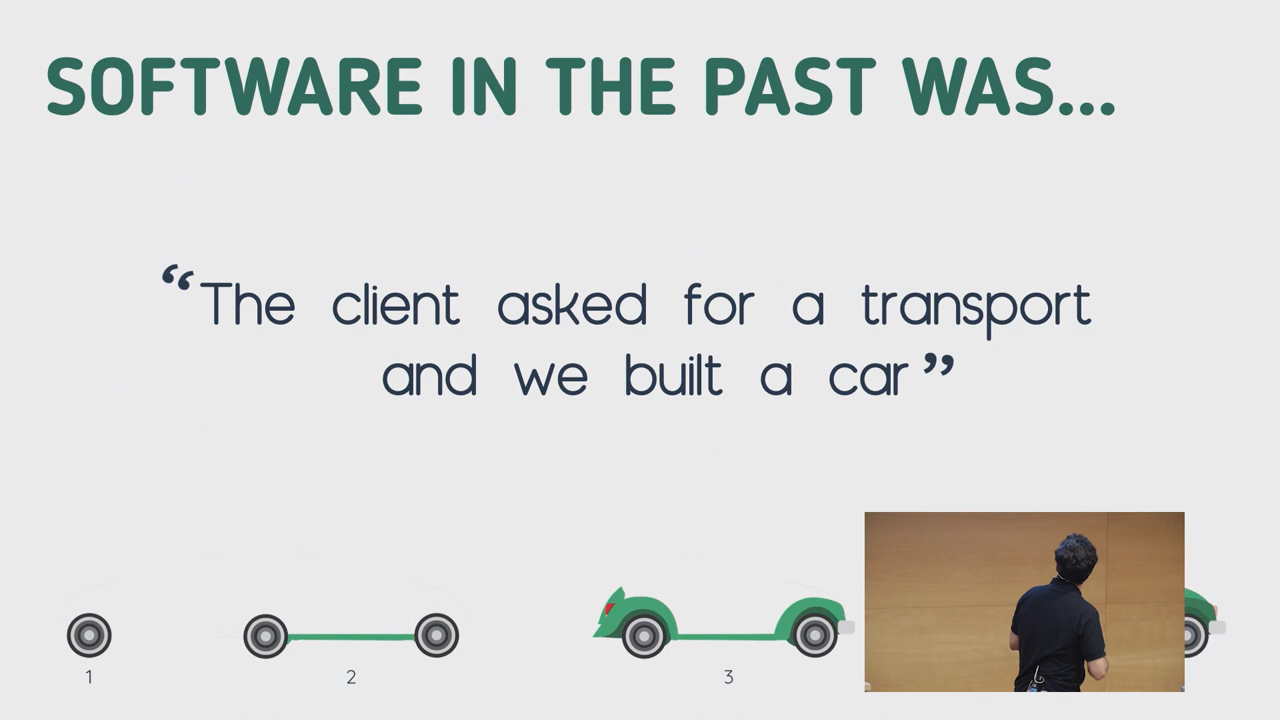 SOFTWARE IN THE PAST WAS...
“The client asked for a transport
and we built a car”
1 2 3